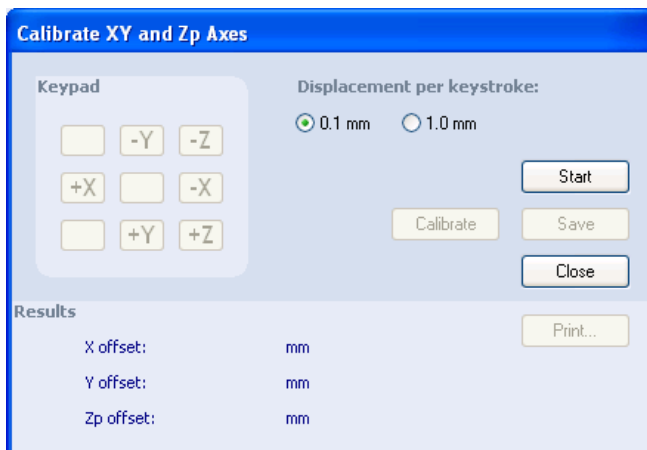 Calibrate XY and Zp Axes
Keypad
-Y -Z
+X -X
+Y +Z
Displacement per keystroke:
0.1 mm 1.0 mm
Start
Calibrate Save
Close
Results
Print...
X offset: mm
Y offset: mm
Zp offset: mm